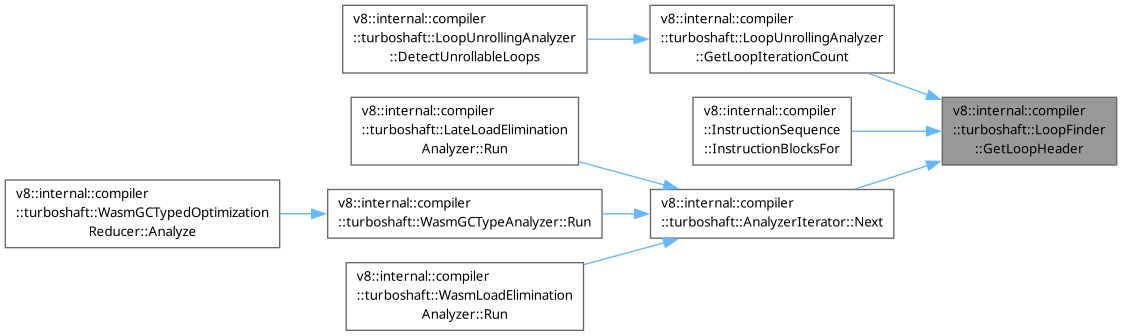 v8::internal::compiler
::turboshaft::LoopUnrollingAnalyzer
::DetectUnrollableLoops
v8::internal::compiler
::turboshaft::LoopUnrollingAnalyzer
::GetLoopIterationCount
v8::internal::compiler
::turboshaft::LateLoadElimination
Analyzer::Run
v8::internal::compiler
::InstructionSequence
::InstructionBlocksFor
v8::internal::compiler
::turboshaft::LoopFinder
::GetLoopHeader
v8::internal::compiler
::turboshaft::WasmGCTypedOptimization
Reducer::Analyze
v8::internal::compiler
::turboshaft::WasmGCTypeAnalyzer::Run
v8::internal::compiler
::turboshaft::AnalyzerIterator::Next
v8::internal::compiler
::turboshaft::WasmLoadElimination
Analyzer::Run